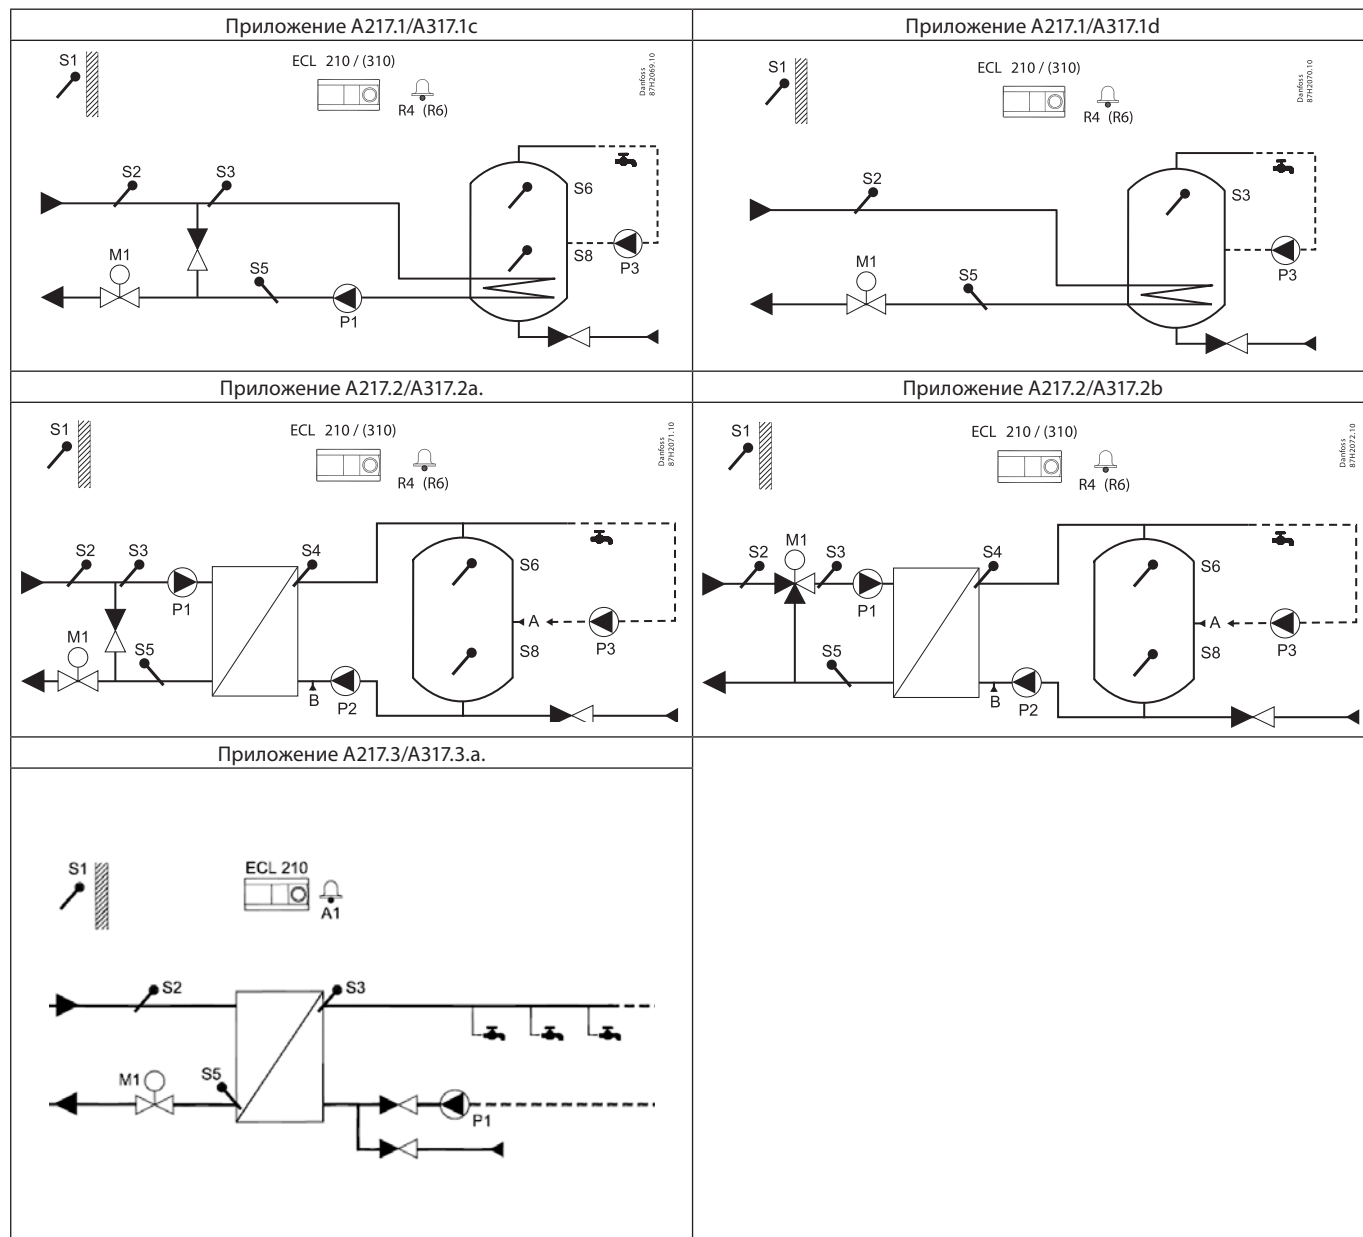 Приложение A217.1/A317.1c
S1
ECL 210 / (310)
R4 (R6)
Danfoss
87H2069.10
S2
S3
S6
S8
M1
S5
P1
P3
Приложение A217.1/A317.1d
S1
ECL 210 / (310)
R4 (R6)
Danfoss
87H2070.10
S2
S3
M1
S5
P3
Приложение A217.2/A317.2a.
S1
ECL 210 / (310)
R4 (R6)
Danfoss
87H2071.10
S2
S3
S4
S6
P1
A
P3
M1
S5
S8
B
P2
Приложение A217.2/A317.2b
S1
ECL 210 / (310)
R4 (R6)
Danfoss
87H2072.10
S2
M1
S3
S4
S6
P1
A
P3
S5
S8
B
P2
Приложение A217.3/A317.3.a.
S1
ECL 210
A1
S2
S3
M1
S5
P1